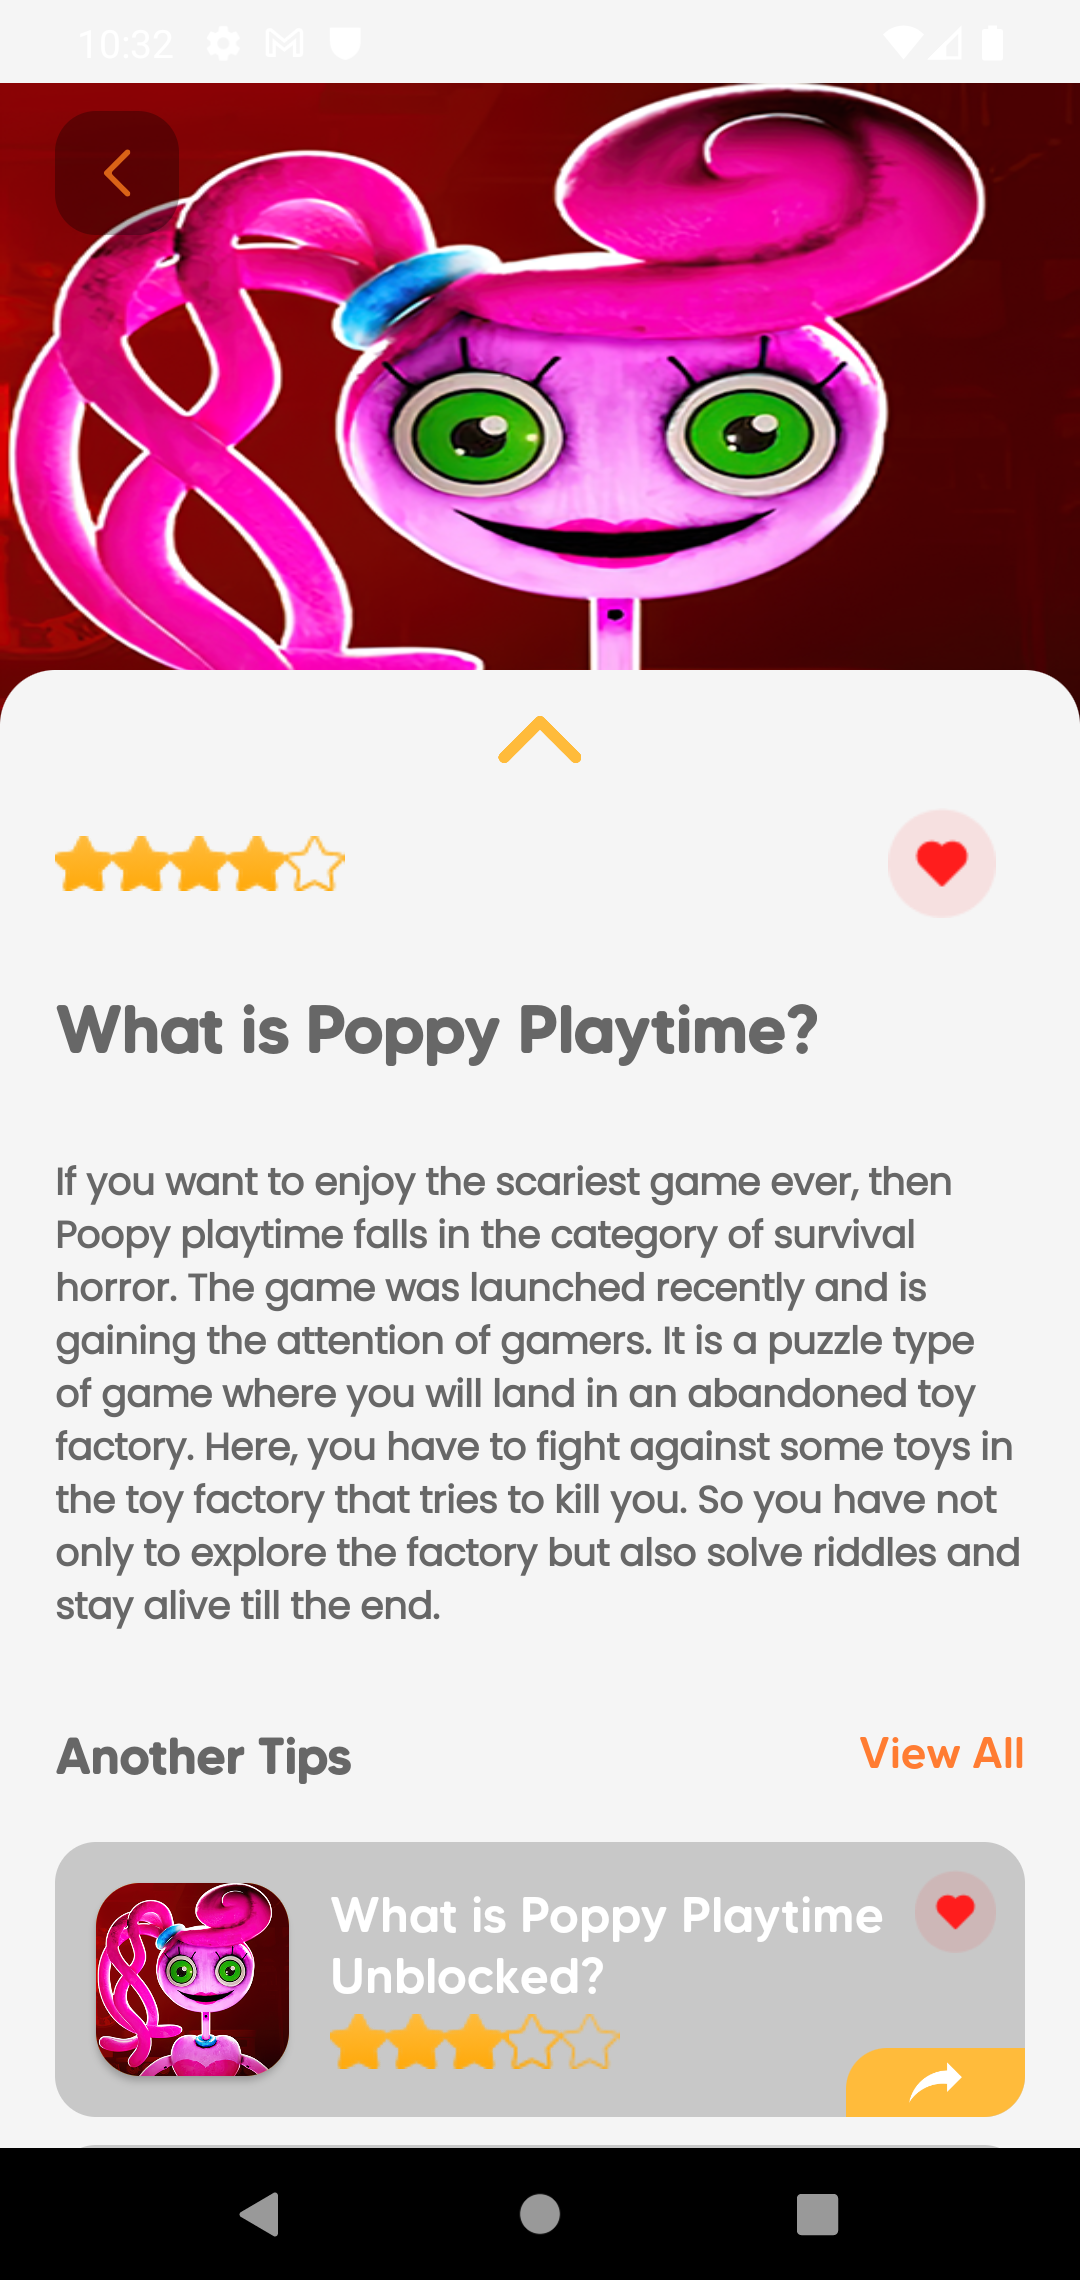 10:32
What is Poppy Playtime?
If you want to enjoy the scariest game ever, then
Poopy playtime falls in the category of survival
horror. The game was launched recently and is
gaining the attention of gamers. It is a puzzle type
of game where you will land in an abandoned toy
factory. Here, you have to fight against some toys in
the toy factory that tries to kill you. So you have not
only to explore the factory but also solve riddles and
stay alive till the end.
Another Tips
View All
What is Poppy Playtime
Unblocked?